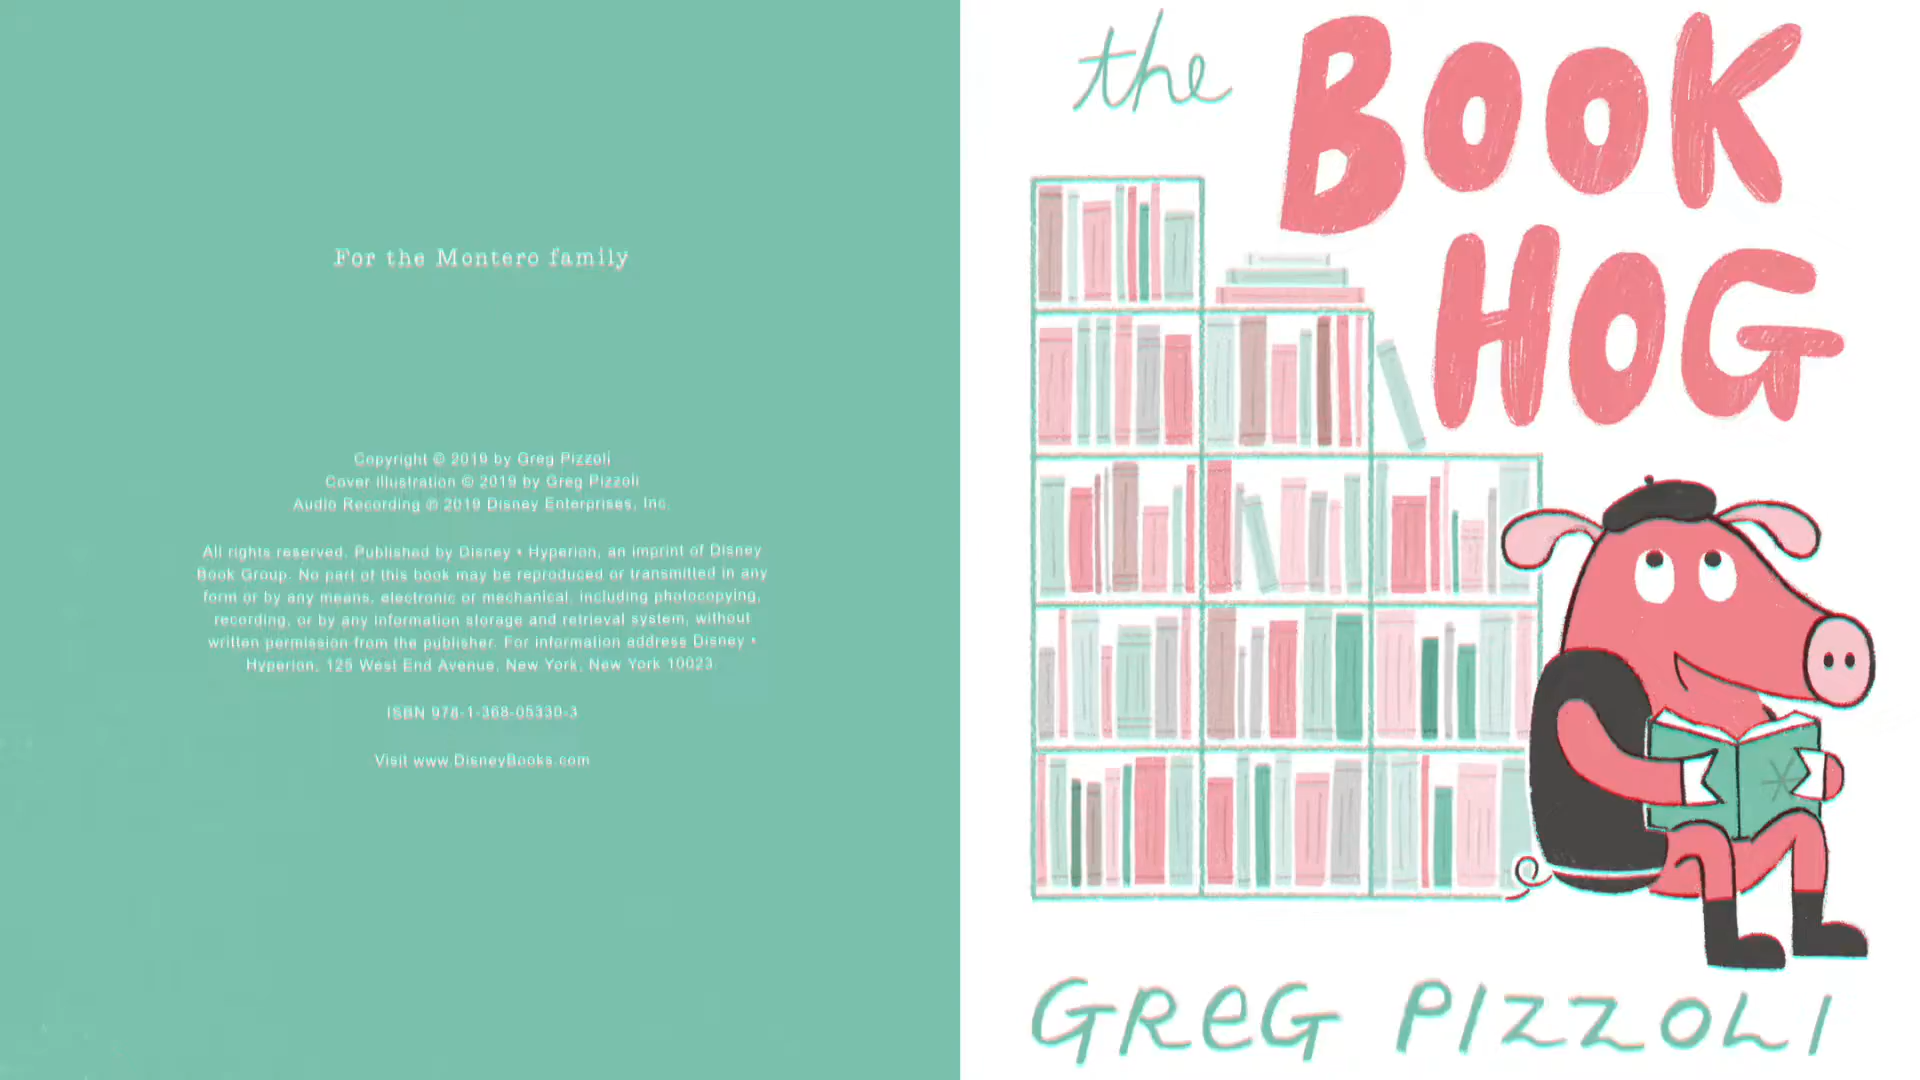 For the Montero family
Copyright © 2019 by Greg Pizzoli
Cover illustration © 2019 by Greg Pizzoli
Audio Recording ℗ 2019 Disney Enterprises, Inc.
All rights reserved. Published by Disney • Hyperion, an imprint of Disney
Book Group. No part of this book may be reproduced or transmitted in any
form or by any means, electronic or mechanical, including photocopying,
recording, or by any information storage and retrieval system, without
written permission from the publisher. For information address Disney •
Hyperion, 125 West End Avenue, New York, New York 10023.
ISBN 978-1-368-05330-3
Visit www.DisneyBooks.com
the
BOOK
HOG
GREG PIZZOLI